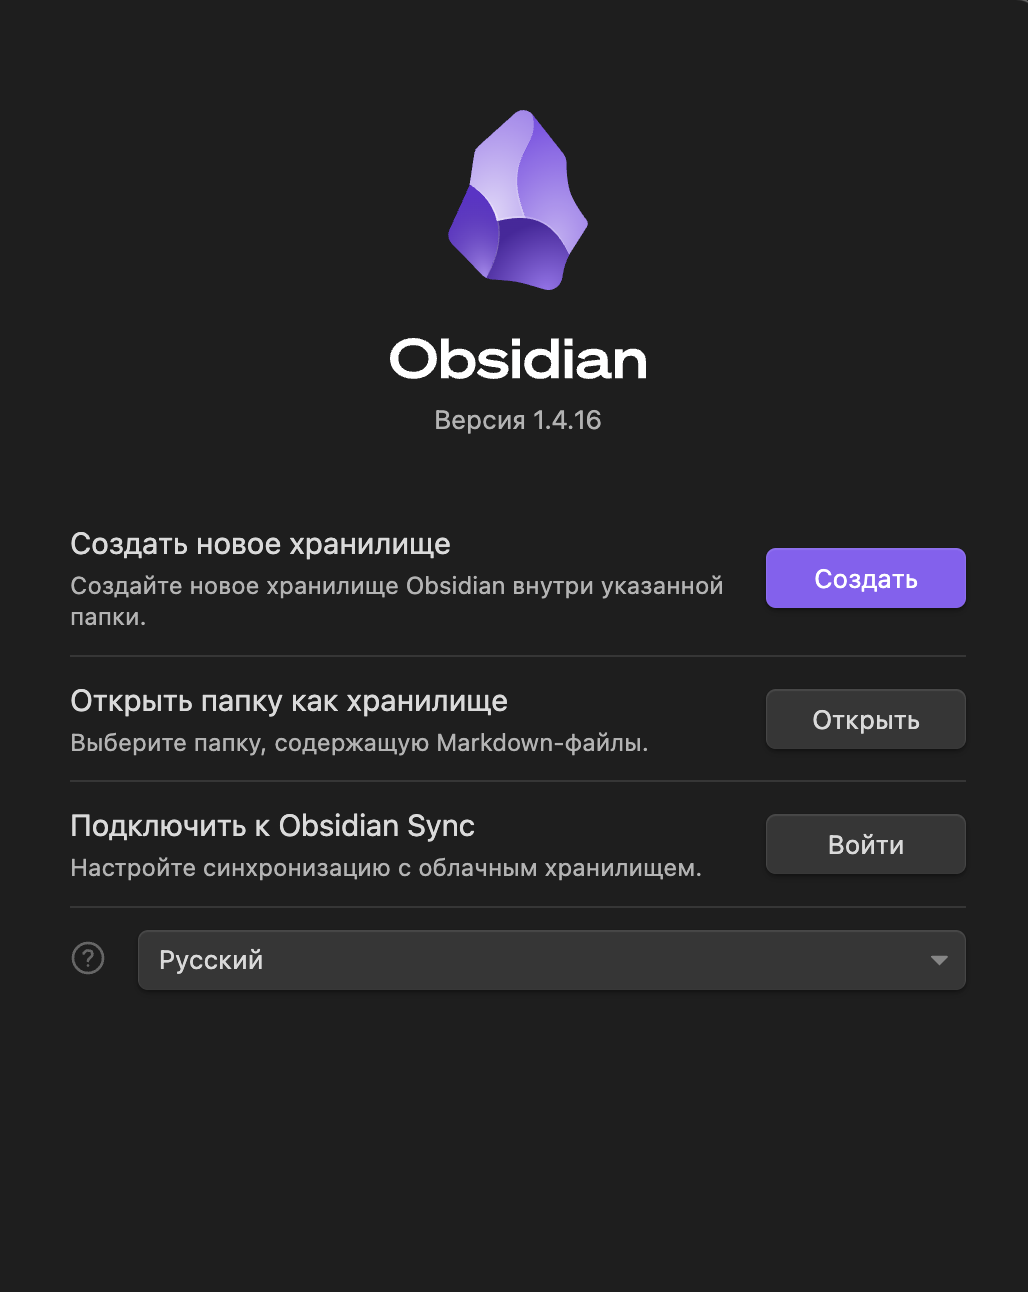 Obsidian
Версия 1.4.16
Создать новое хранилище
Создайте новое хранилище Obsidian внутри указанной
папки.
Создать
Открыть папку как хранилище
Выберите папку, содержащую Markdown-файлы.
Открыть
Подключить к Obsidian Sync
Настройте синхронизацию с облачным хранилищем.
Войти
?
Русский